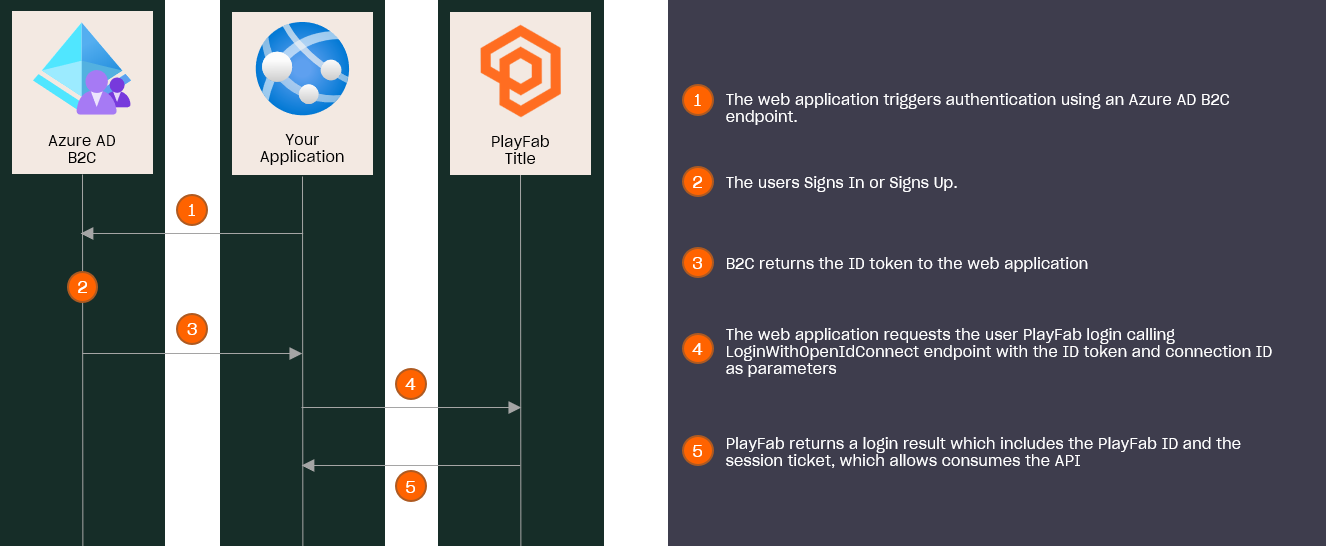 Azure AD
B2C
Your
Application
PlayFab
Title
1
2
3
4
5
1
The web application triggers authentication using an Azure AD B2C
endpoint.
2
The users Signs In or Signs Up.
3
B2C returns the ID token to the web application
4
The web application requests the user PlayFab login calling
LoginWithOpenIdConnect endpoint with the ID token and connection ID
as parameters
5
PlayFab returns a login result which includes the PlayFab ID and the
session ticket, which allows consumes the API